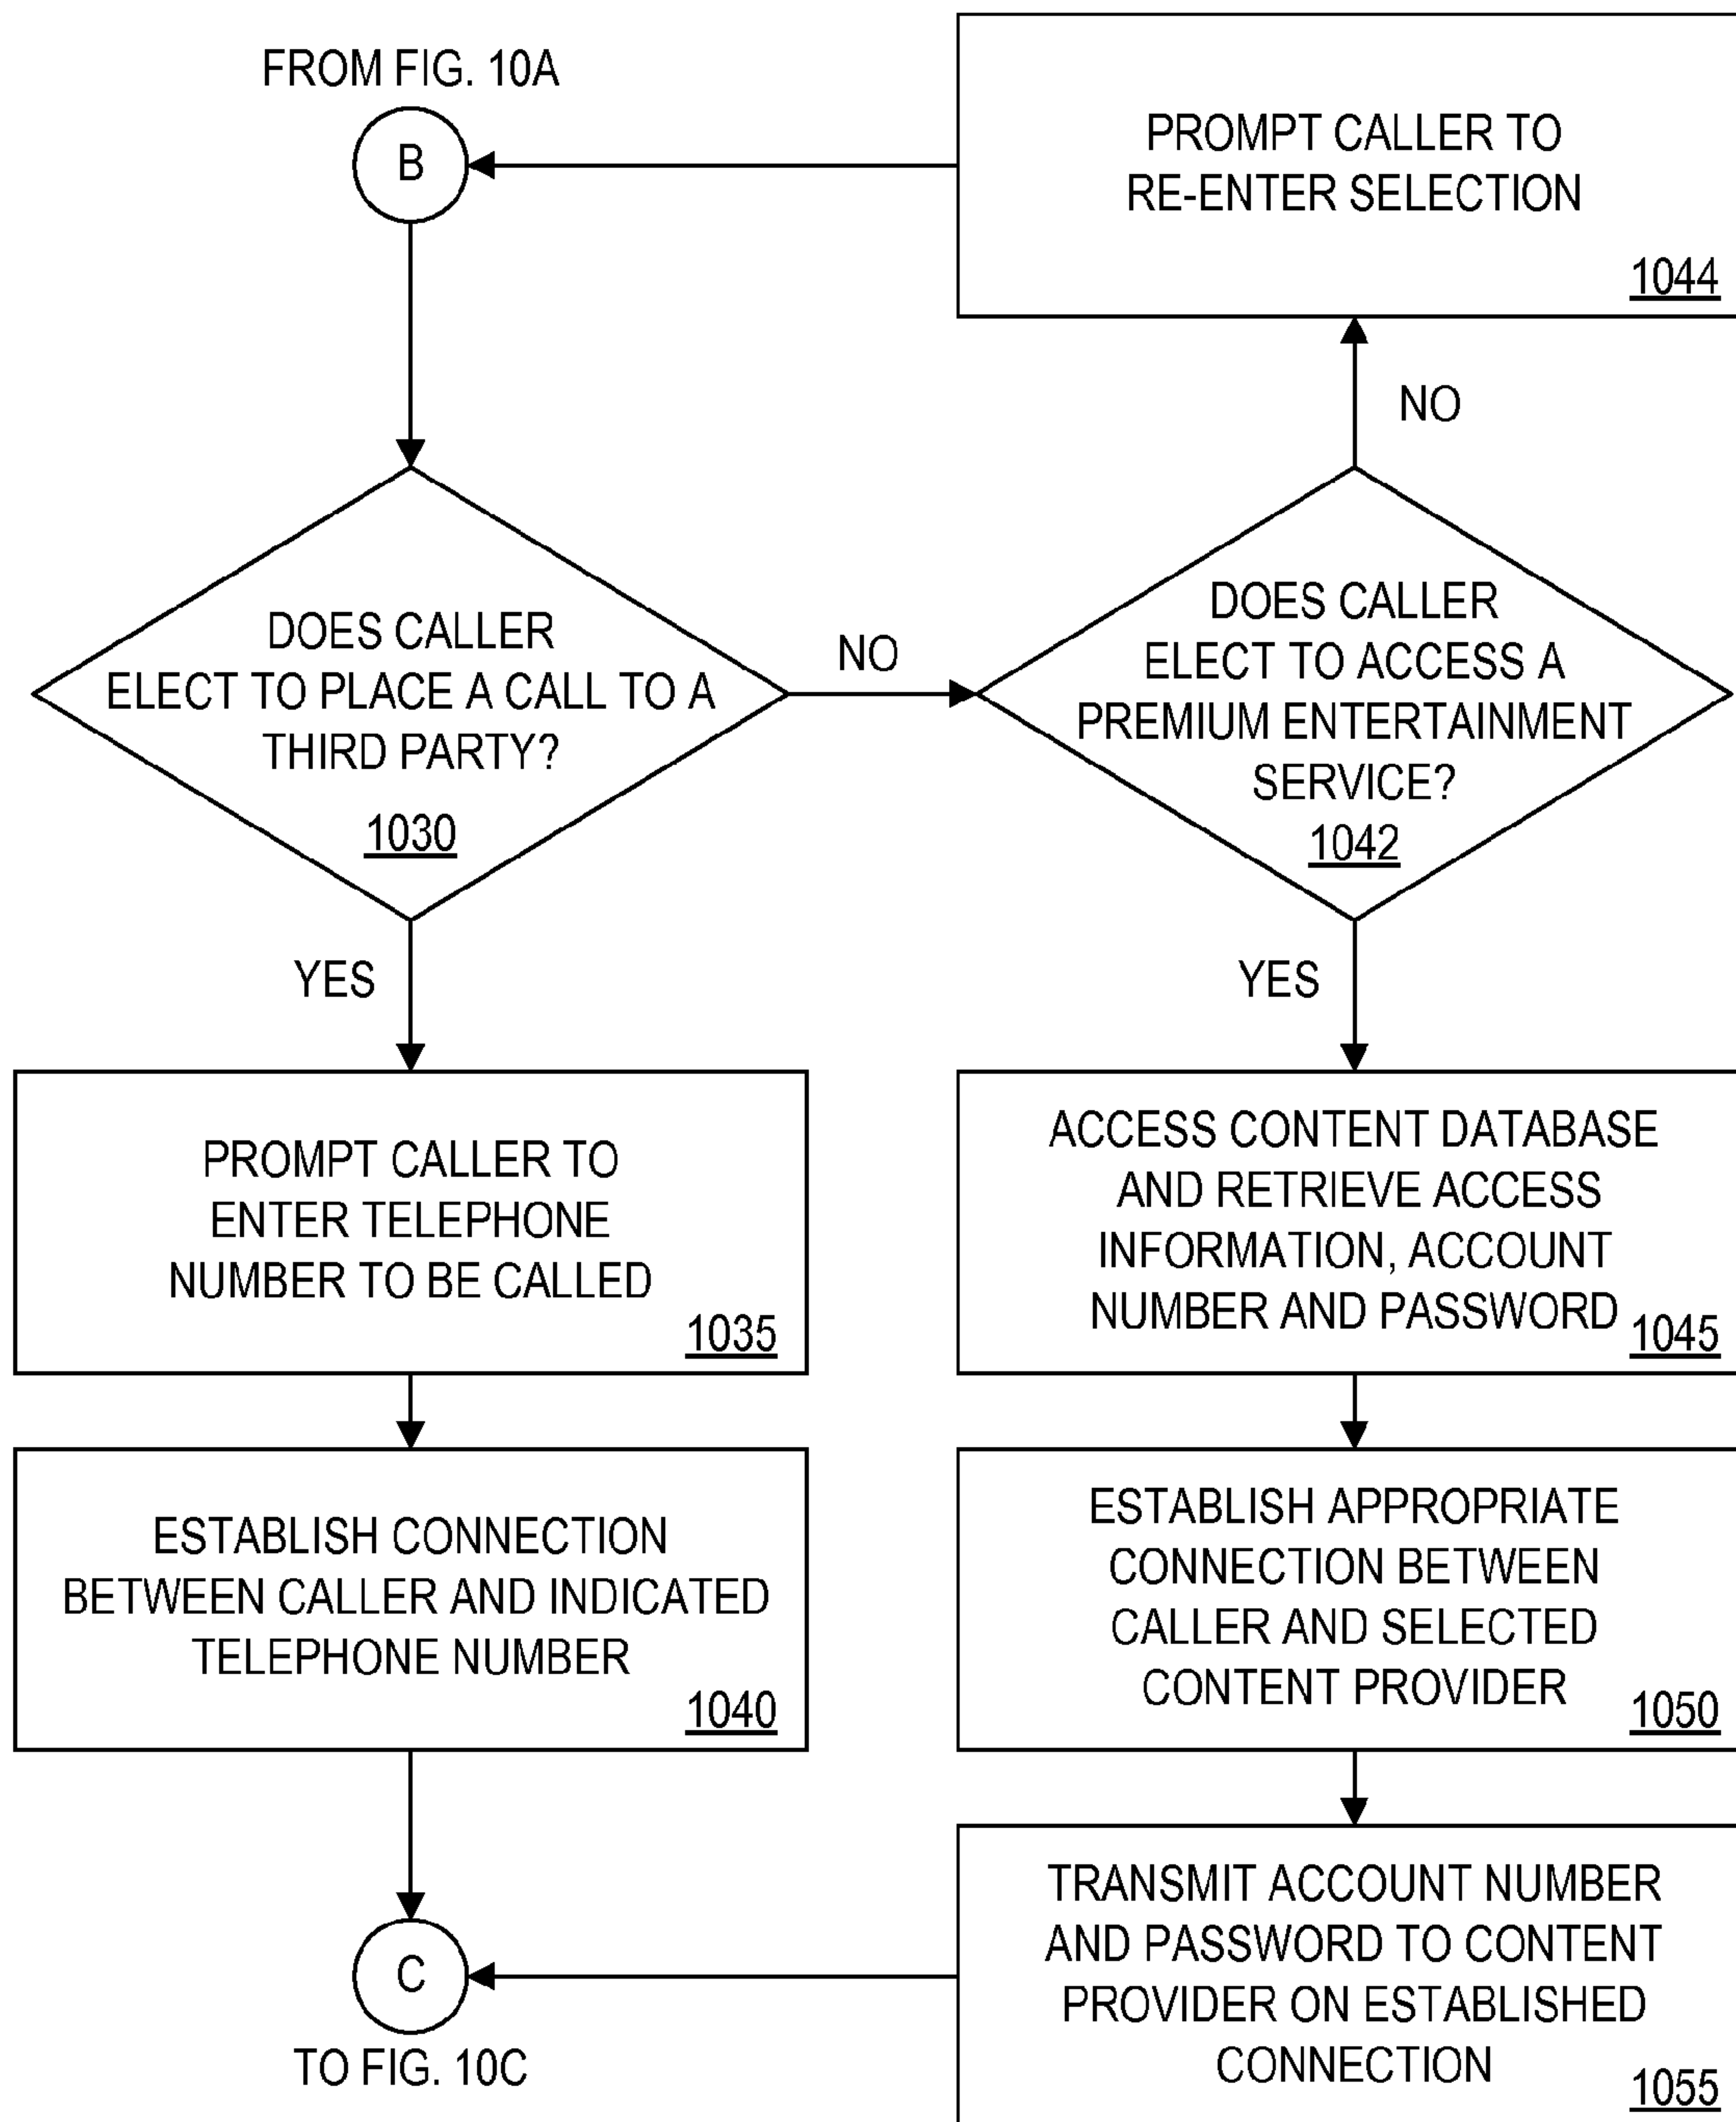 FROM FIG. 10A
B
PROMPT CALLER TO
RE-ENTER SELECTION
1044
NO
DOES CALLER
ELECT TO PLACE A CALL TO A
THIRD PARTY?
1030
NO
DOES CALLER
ELECT TO ACCESS A
PREMIUM ENTERTAINMENT
SERVICE?
1042
YES
YES
PROMPT CALLER TO
ENTER TELEPHONE
NUMBER TO BE CALLED
1035
ACCESS CONTENT DATABASE
AND RETRIEVE ACCESS
INFORMATION, ACCOUNT
NUMBER AND PASSWORD
1045
ESTABLISH CONNECTION
BETWEEN CALLER AND INDICATED
TELEPHONE NUMBER
1040
ESTABLISH APPROPRIATE
CONNECTION BETWEEN
CALLER AND SELECTED
CONTENT PROVIDER
1050
C
TO FIG. 10C
TRANSMIT ACCOUNT NUMBER
AND PASSWORD TO CONTENT
PROVIDER ON ESTABLISHED
CONNECTION
1055